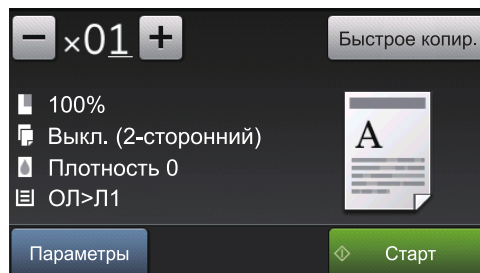 ×01
Быстрое копир.
100%
Выкл. (2-сторонний)
Плотность 0
ОЛ>Л1
A
Параметры
Старт